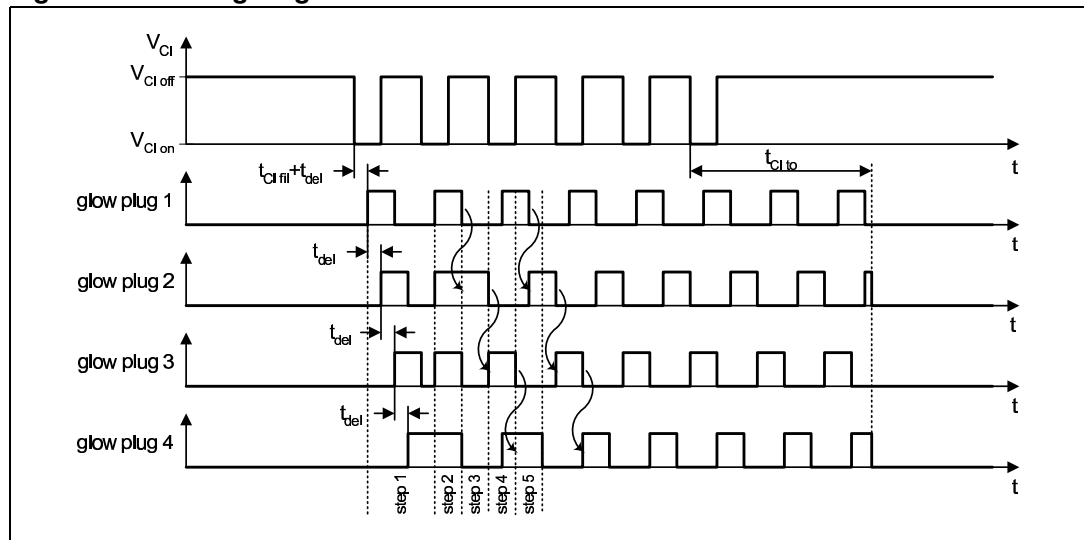 V_CI
V_CI off
V_CI on
t
t_CI fil+t_del
t_CI to
glow plug 1
t
t_del
glow plug 2
t
t_del
glow plug 3
t
t_del
glow plug 4
t
step 1
step 2
step 3
step 4
step 5